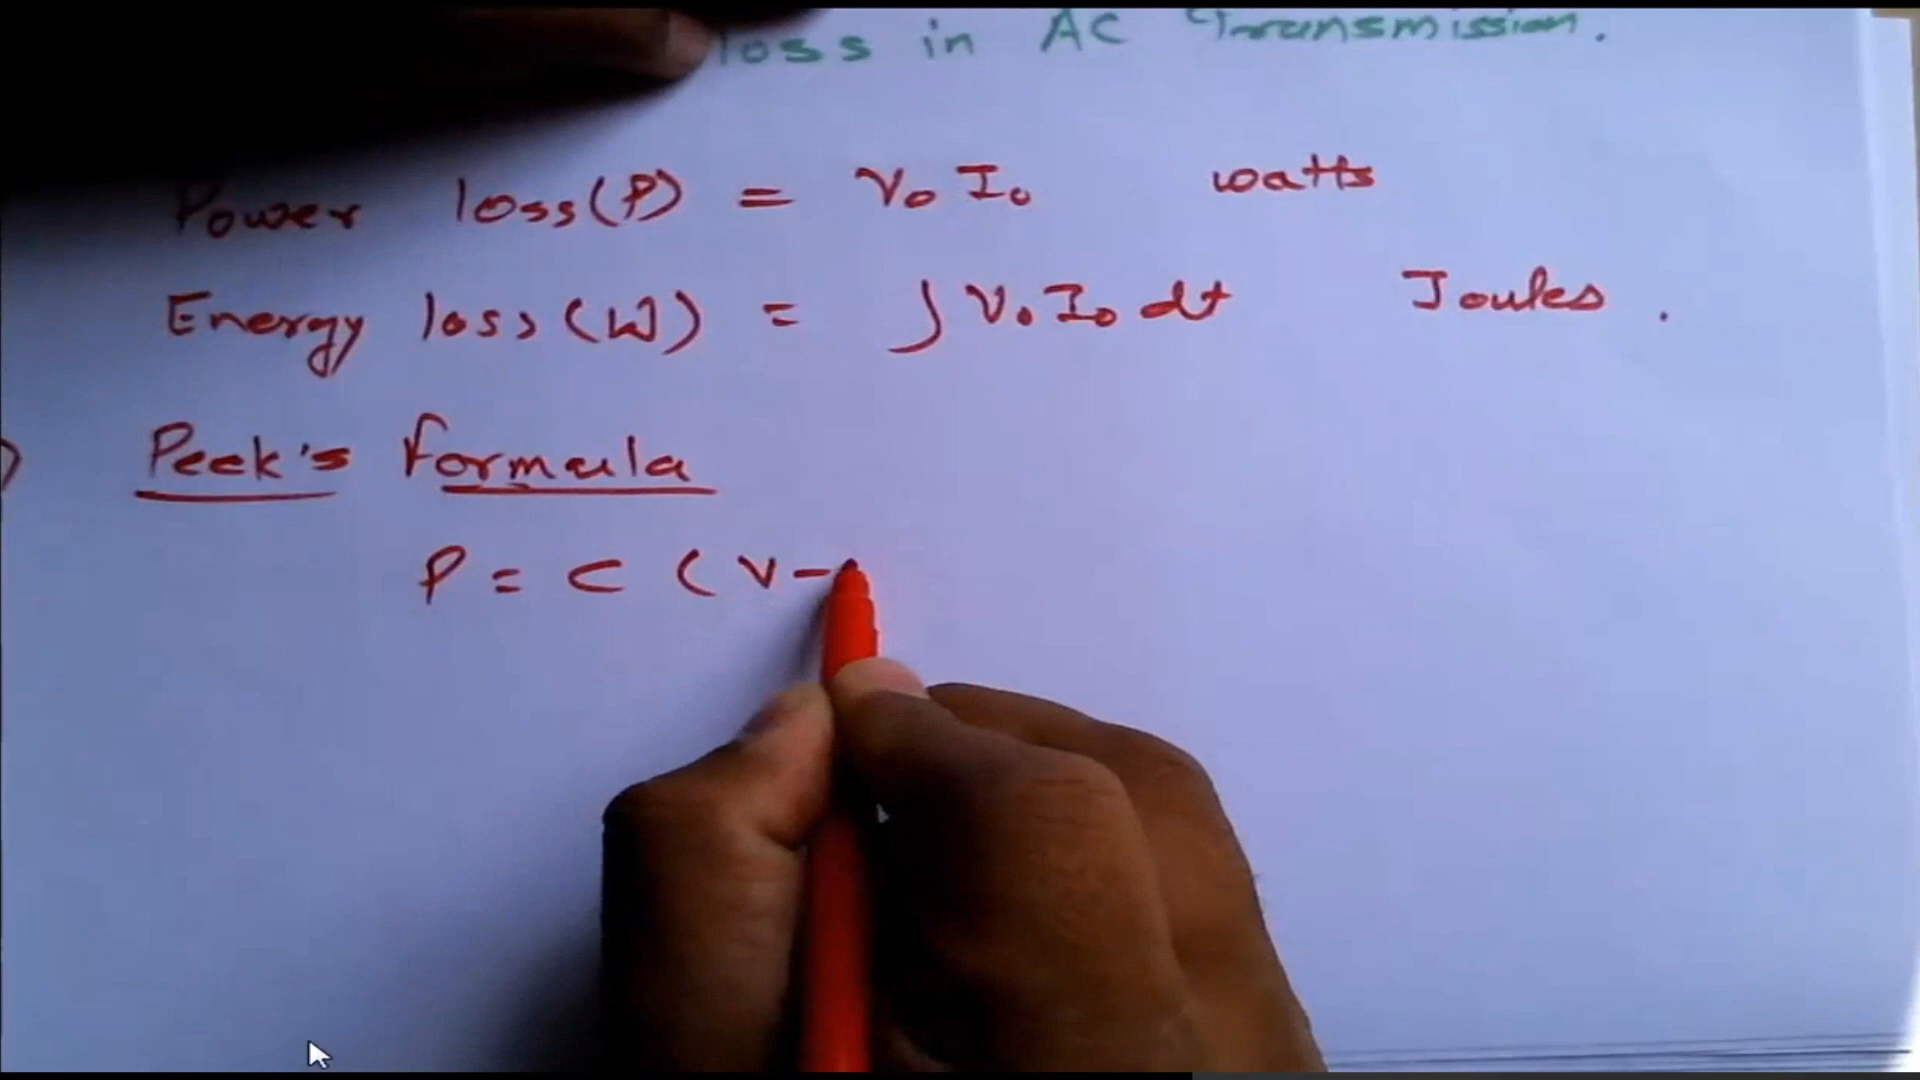 loss in AC Transmission.
Power loss(P) = V₀ I₀ watts
Energy loss(W) = ∫ V₀ I₀ dt Joules .
)
Peek's Formula
P = C ( V -